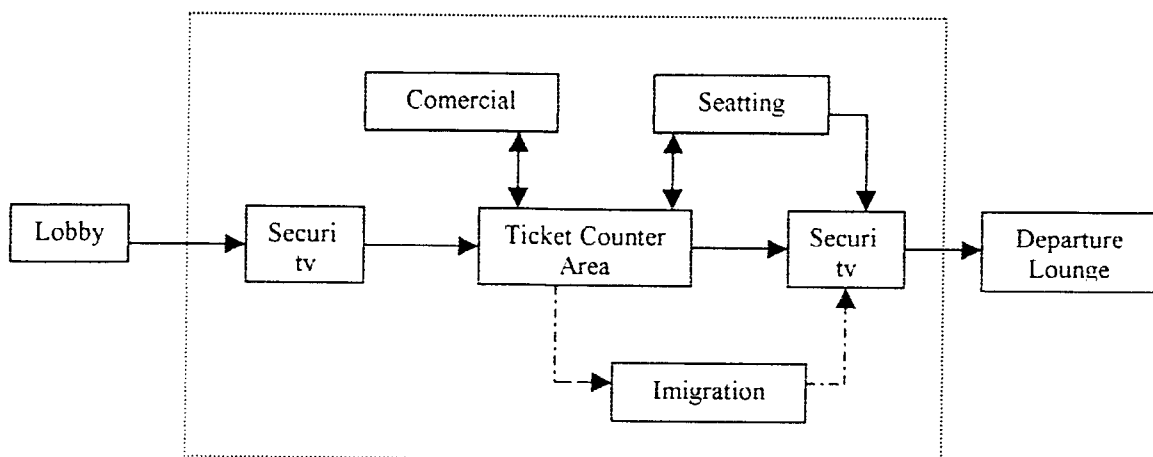 Comercial
Seatting
Lobby
Securi
tv
Ticket Counter
Area
Securi
tv
Departure
Lounge
Imigration